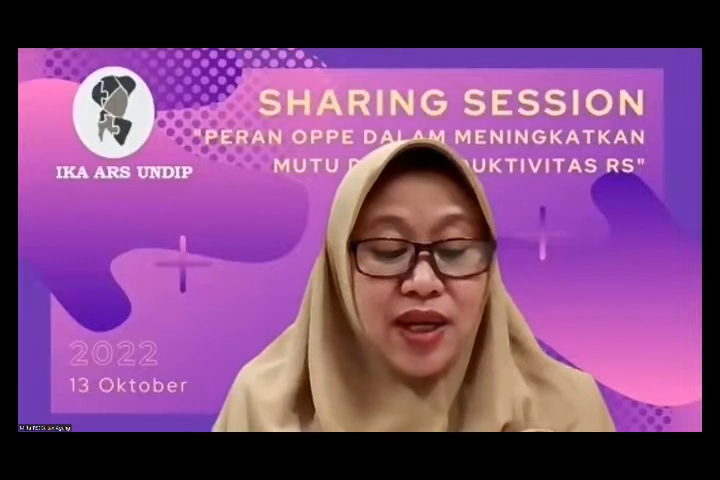 SHARING SESSION
"PERAN OPPE DALAM MENINGKATKAN
MUTU UKTIVITAS RS"
IKA ARS UNDIP
2022
13 Oktober